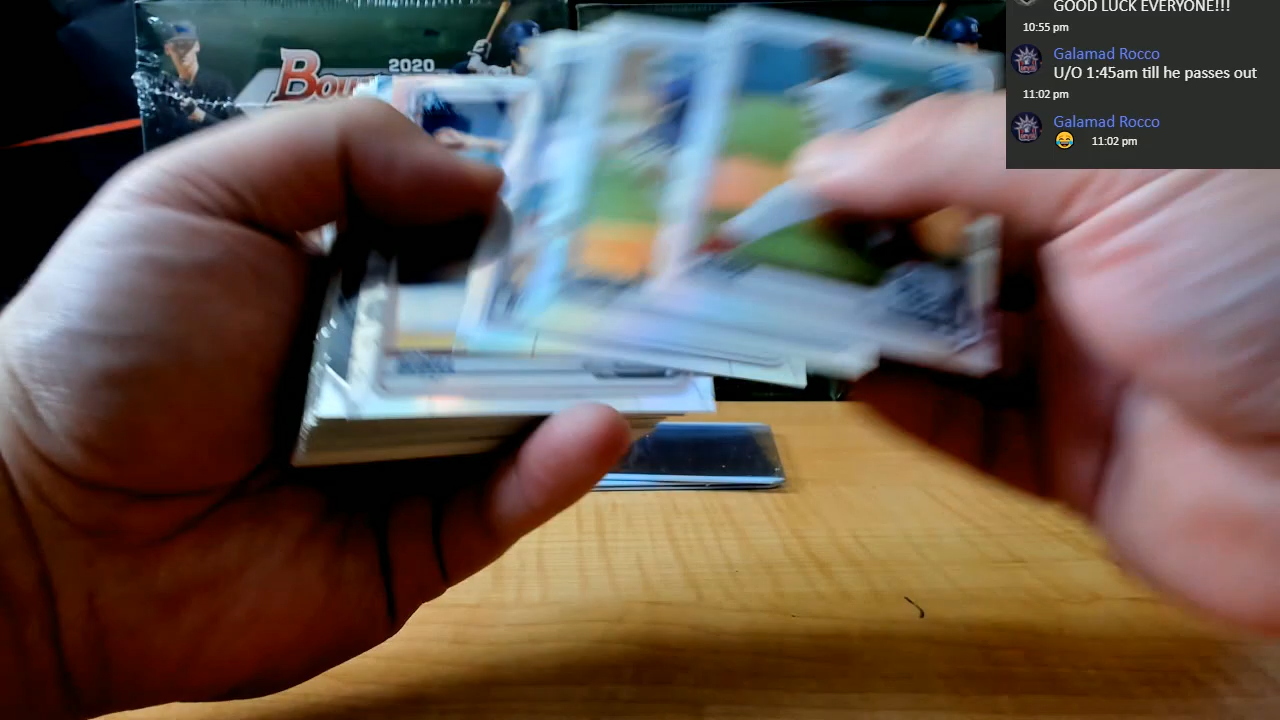 GOOD LUCK EVERYONE!!!
10:55 pm
Galamad Rocco
U/O 1:45am till he passes out
11:02 pm
Galamad Rocco
😂 11:02 pm
2020